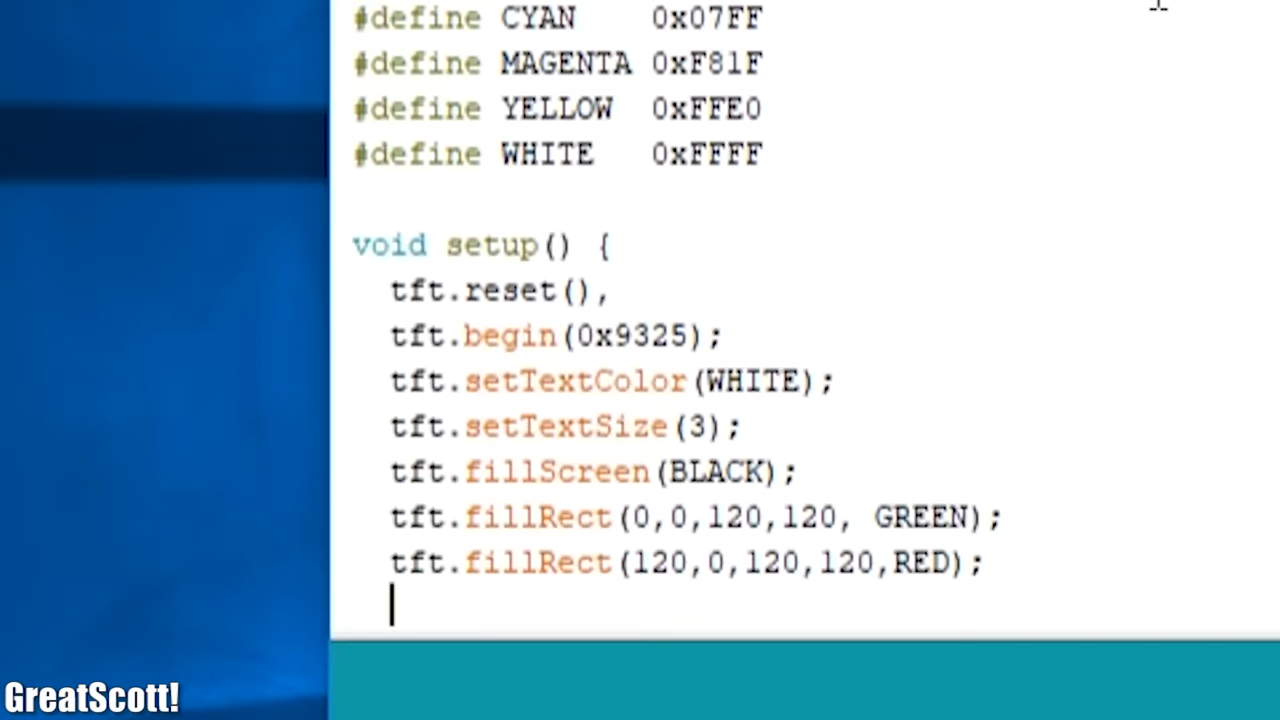 #define CYAN    0x07FF
#define MAGENTA 0xF81F
#define YELLOW  0xFFE0
#define WHITE   0xFFFF
void setup() {
tft.reset(),
tft.begin(0x9325);
tft.setTextColor(WHITE);
tft.setTextSize(3);
tft.fillScreen(BLACK);
tft.fillRect(0,0,120,120, GREEN);
tft.fillRect(120,0,120,120,RED);
GreatScott!